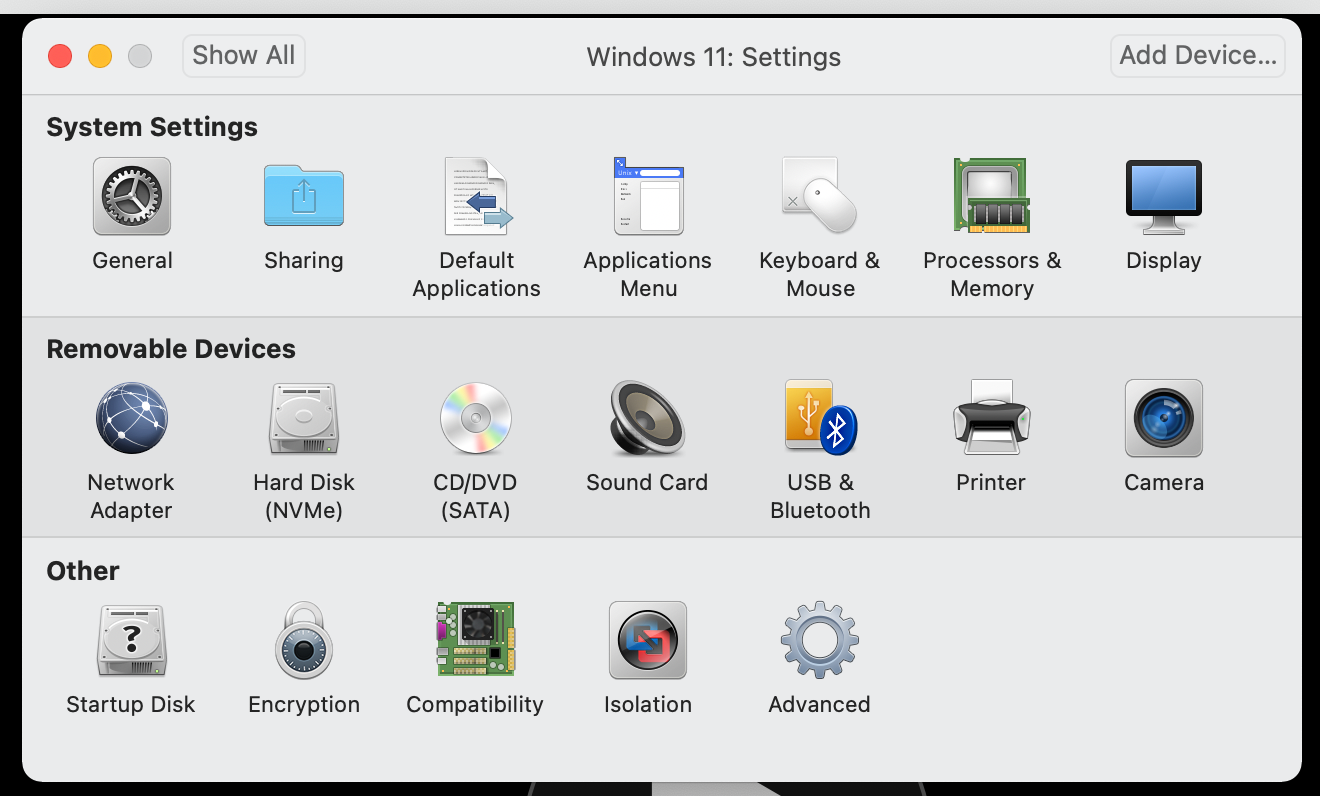 Show All
Windows 11: Settings
Add Device...
System Settings
General
Sharing
Default
Applications
Applications
Menu
Keyboard &
Mouse
Processors &
Memory
Display
Removable Devices
Network
Adapter
Hard Disk
(NVMe)
CD/DVD
(SATA)
Sound Card
USB &
Bluetooth
Printer
Camera
Other
Startup Disk
Encryption
Compatibility
Isolation
Advanced